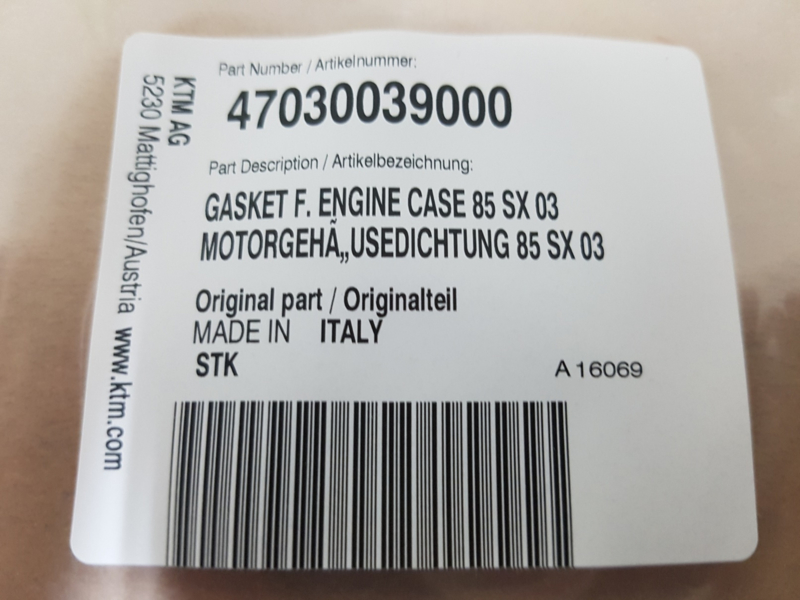 Part Number / Artikelnummer:
47030039000
Part Description / Artikelbezeichnung:
GASKET F. ENGINE CASE 85 SX 03
MOTORGEHÃ„USEDICHTUNG 85 SX 03
Original part / Originalteil
MADE IN ITALY
STK A 16069
KTM AG
5230 Mattighofen/Austria www.ktm.com